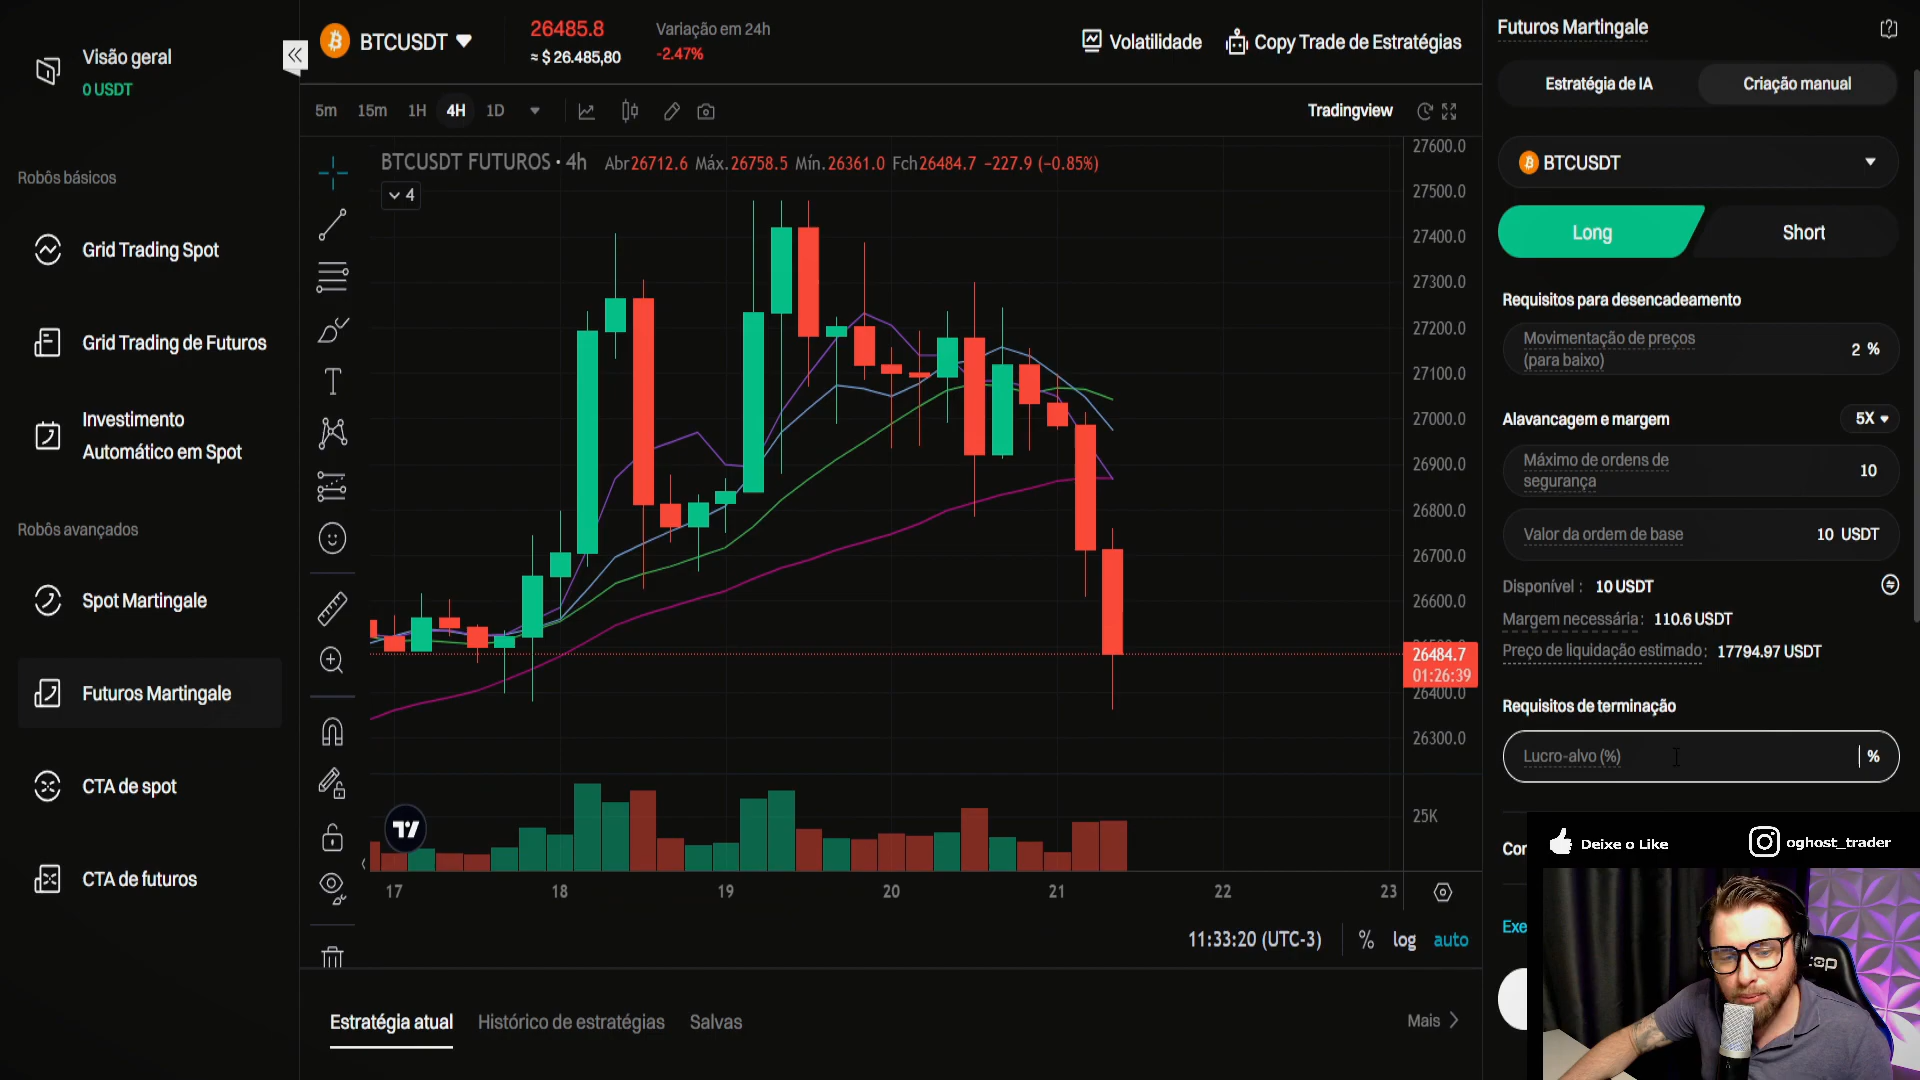 Visão geral
0 USDT
Robôs básicos
Grid Trading Spot
Grid Trading de Futuros
Investimento
Automático em Spot
Robôs avançados
Spot Martingale
Futuros Martingale
CTA de spot
CTA de futuros
BTCUSDT
26485.8
≈ $ 26.485,80
Variação em 24h
-2.47%
Volatilidade
Copy Trade de Estratégias
5m 15m 1H 4H 1D
Tradingview
BTCUSDT FUTUROS • 4h Abr26712.6 Máx.26758.5 Mín.26361.0 Fch26484.7 −227.9 (−0.85%)
4
27600.0
27500.0
27400.0
27300.0
27200.0
27100.0
27000.0
26900.0
26800.0
26700.0
26600.0
26484.7
01:26:39
26400.0
26300.0
25K
17 18 19 20 21 22 23
11:33:20 (UTC-3) % log auto
Estratégia atual Histórico de estratégias Salvas
Mais
Futuros Martingale
Estratégia de IA Criação manual
BTCUSDT
Long Short
Requisitos para desencadeamento
Movimentação de preços
(para baixo)
2 %
Alavancagem e margem 5X
Máximo de ordens de
segurança
10
Valor da ordem de base 10 USDT
Disponível : 10 USDT
Margem necessária : 110.6 USDT
Preço de liquidação estimado : 17794.97 USDT
Requisitos de terminação
Lucro-alvo (%) %
Cor
Exe
Deixe o Like
oghost_trader